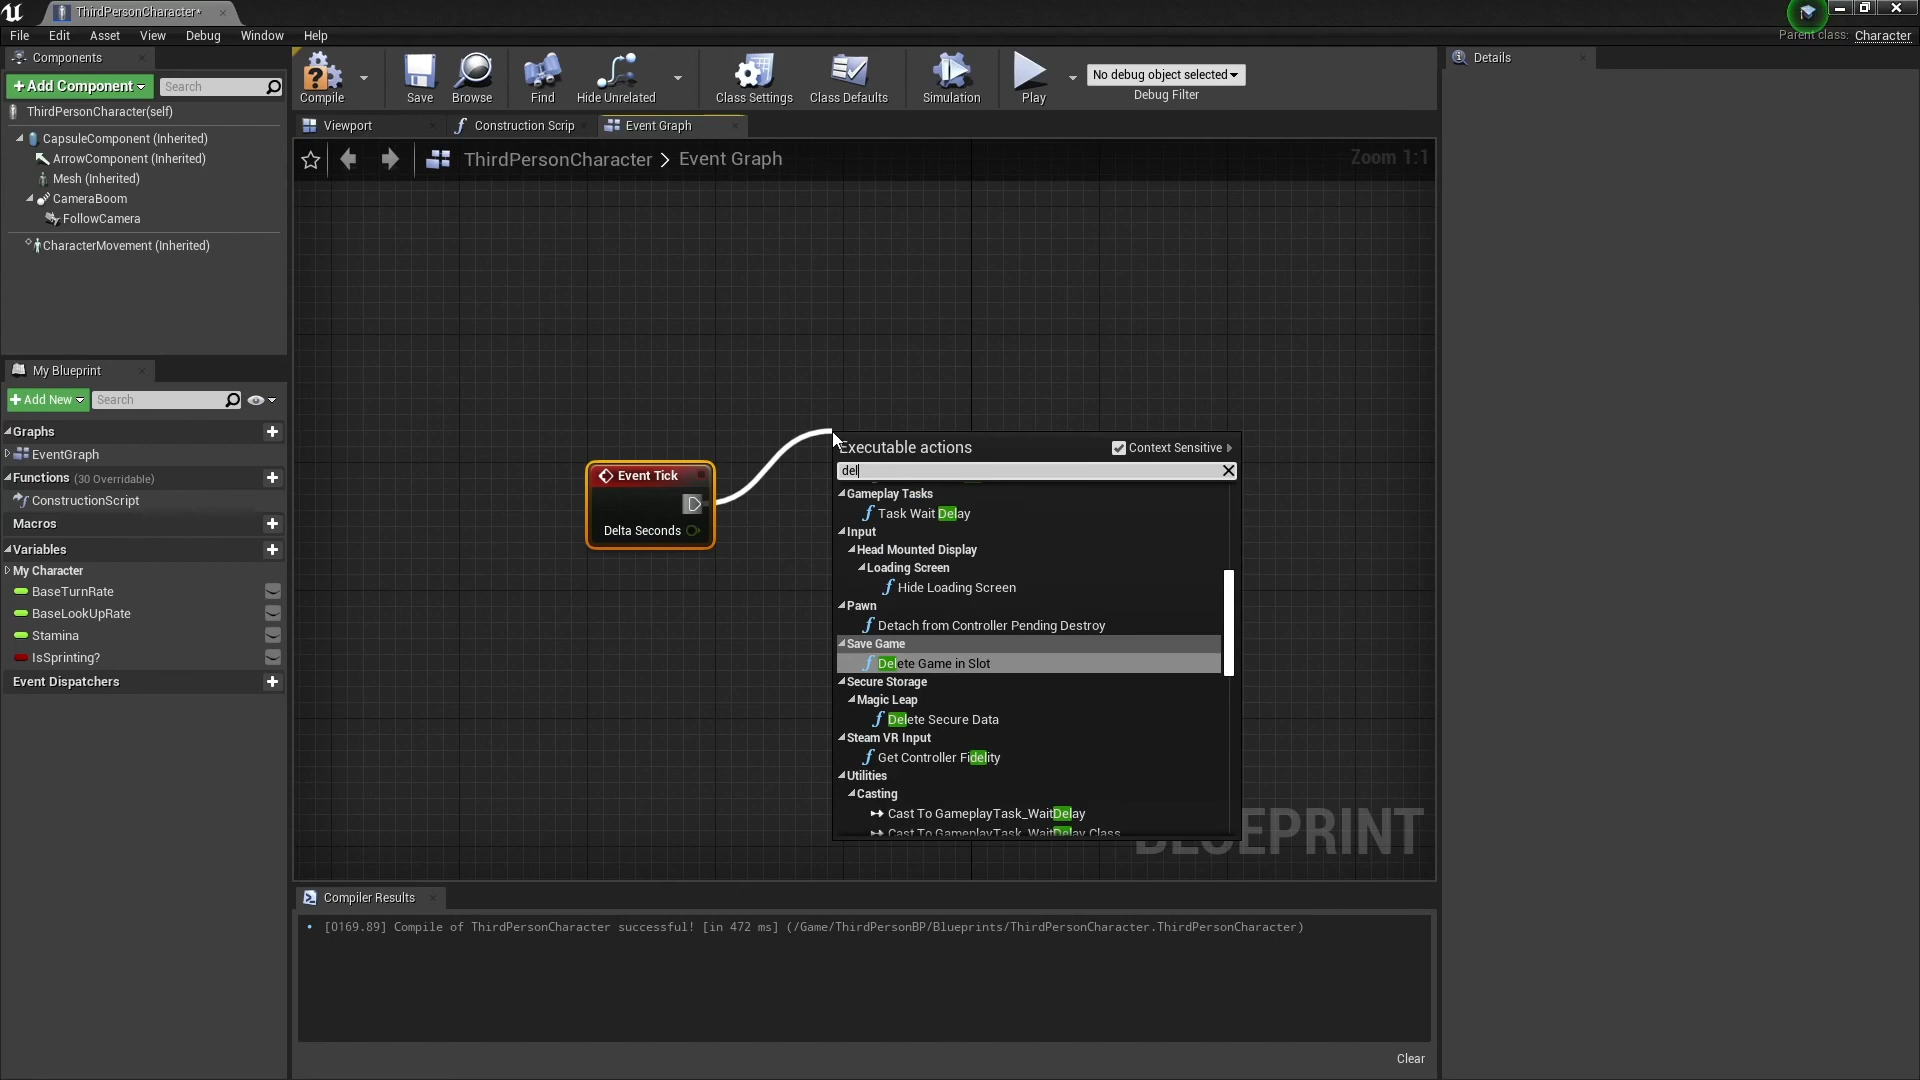 ThirdPersonCharacter*
File Edit Asset View Debug Window Help
Parent class: Character
Components
+Add Component
Search
ThirdPersonCharacter(self)
CapsuleComponent (Inherited)
ArrowComponent (Inherited)
Mesh (Inherited)
CameraBoom
FollowCamera
CharacterMovement (Inherited)
My Blueprint
+Add New
Search
Graphs
EventGraph
Functions (30 Overridable)
ConstructionScript
Macros
Variables
My Character
BaseTurnRate
BaseLookUpRate
Stamina
IsSprinting?
Event Dispatchers
Compile
Save
Browse
Find
Hide Unrelated
Class Settings
Class Defaults
Simulation
Play
No debug object selected
Debug Filter
Viewport
Construction Scrip
Event Graph
ThirdPersonCharacter > Event Graph
Zoom 1:1
Event Tick
Delta Seconds
Executable actions
Context Sensitive
del
Gameplay Tasks
Task Wait Delay
Input
Head Mounted Display
Loading Screen
Hide Loading Screen
Pawn
Detach from Controller Pending Destroy
Save Game
Delete Game in Slot
Secure Storage
Magic Leap
Delete Secure Data
Steam VR Input
Get Controller Fidelity
Utilities
Casting
Cast To GameplayTask_WaitDelay
Cast To GameplayTask_WaitDelay Class
BLUEPRINT
Compiler Results
[0169.89] Compile of ThirdPersonCharacter successful! [in 472 ms] (/Game/ThirdPersonBP/Blueprints/ThirdPersonCharacter.ThirdPersonCharacter)
Clear
Details